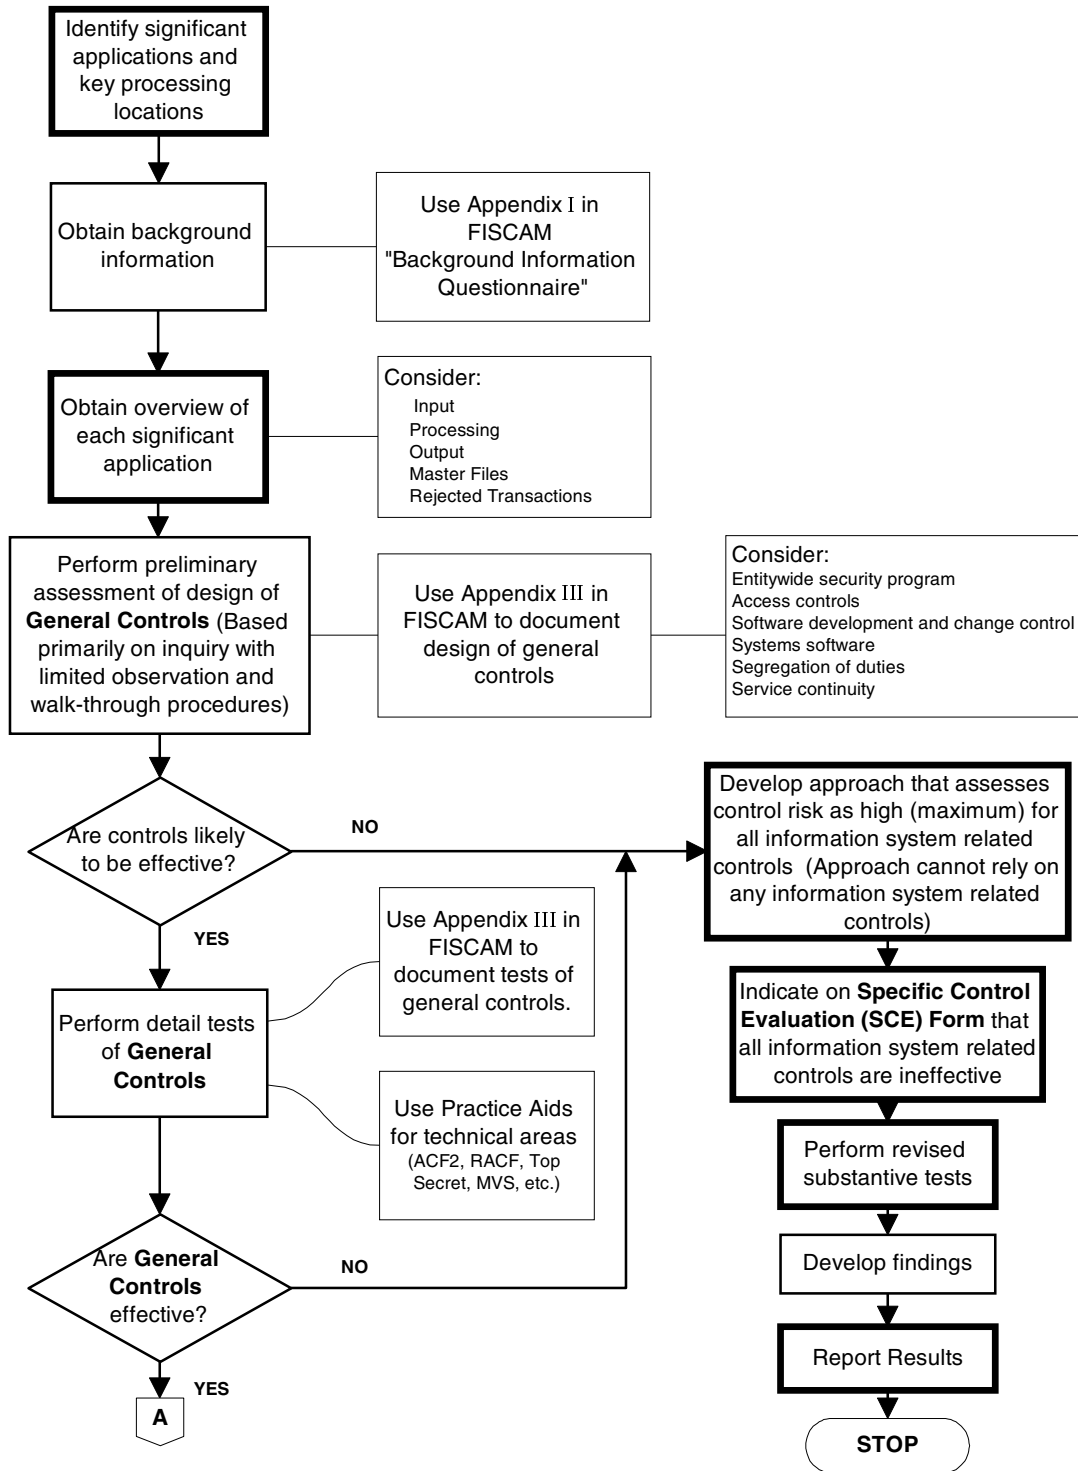 Identify significant
applications and
key processing
locations
Obtain background
information
Use Appendix I in
FISCAM
"Background Information
Questionnaire"
Obtain overview of
each significant
application
Consider:
Input
Processing
Output
Master Files
Rejected Transactions
Perform preliminary
assessment of design of
General Controls (Based
primarily on inquiry with
limited observation and
walk-through procedures)
Use Appendix III in
FISCAM to document
design of general
controls
Consider:
Entitywide security program
Access controls
Software development and change control
Systems software
Segregation of duties
Service continuity
Are controls likely
to be effective?
NO
YES
Develop approach that assesses
control risk as high (maximum) for
all information system related
controls (Approach cannot rely on
any information system related
controls)
Use Appendix III in
FISCAM to
document tests of
general controls.
Perform detail tests
of General
Controls
Use Practice Aids
for technical areas
(ACF2, RACF, Top
Secret, MVS, etc.)
Indicate on Specific Control
Evaluation (SCE) Form that
all information system related
controls are ineffective
Perform revised
substantive tests
Are General
Controls
effective?
NO
YES
A
Develop findings
Report Results
STOP